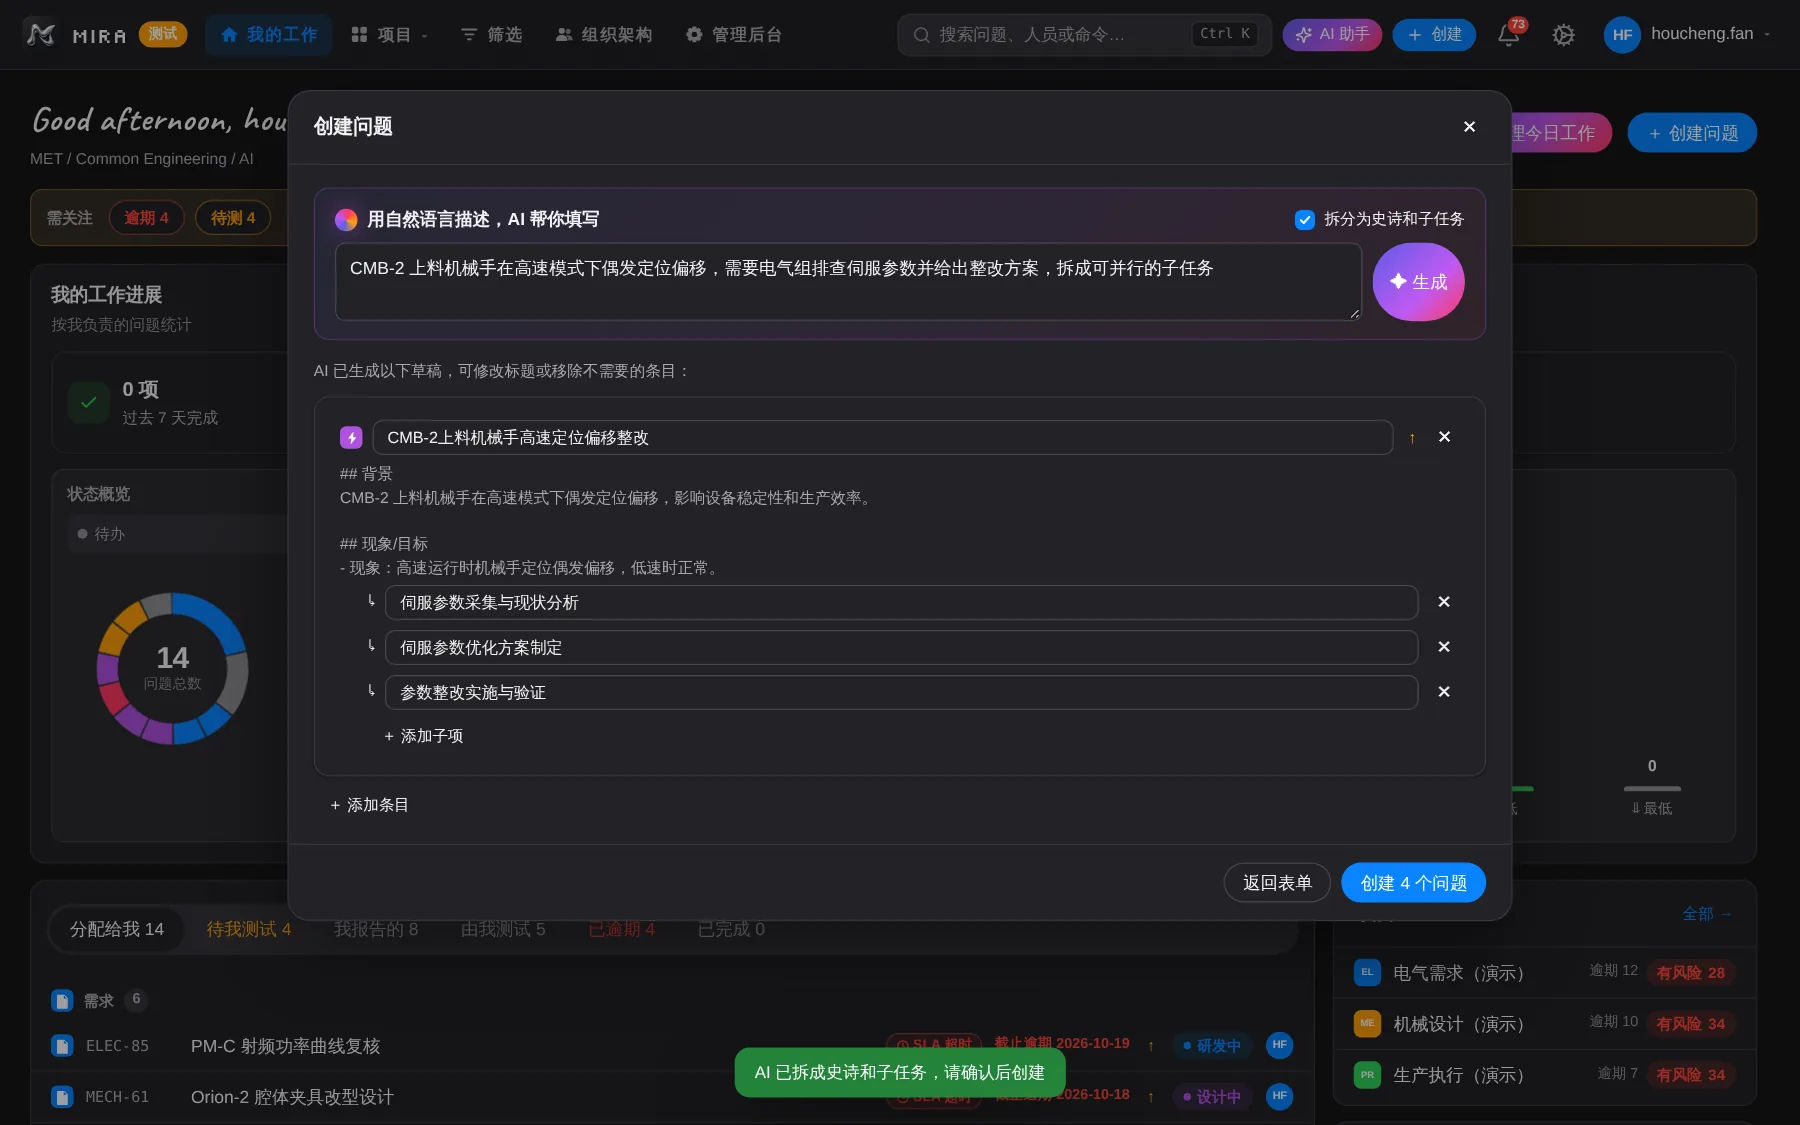 MIRA 测试 我的工作 项目 筛选 组织架构 管理后台 搜索问题、人员或命令… Ctrl K AI 助手 + 创建 73 HF houcheng.fan
Good afternoon, hou
理今日工作 + 创建问题
MET / Common Engineering / AI
需关注 逾期 4 待测 4
我的工作进展
按我负责的问题统计
0 项
过去 7 天完成
状态概览
待办
14
问题总数
0
⇓ 最低
创建问题 ✕
用自然语言描述，AI 帮你填写 拆分为史诗和子任务
CMB-2 上料机械手在高速模式下偶发定位偏移，需要电气组排查伺服参数并给出整改方案，拆成可并行的子任务
生成
AI 已生成以下草稿，可修改标题或移除不需要的条目：
CMB-2上料机械手高速定位偏移整改 ↑ ✕
## 背景
CMB-2 上料机械手在高速模式下偶发定位偏移，影响设备稳定性和生产效率。
## 现象/目标
- 现象：高速运行时机械手定位偶发偏移，低速时正常。
↳ 伺服参数采集与现状分析 ✕
↳ 伺服参数优化方案制定 ✕
↳ 参数整改实施与验证 ✕
+ 添加子项
+ 添加条目
返回表单 创建 4 个问题
分配给我 14 待我测试 4 我报告的 8 由我测试 5 已逾期 4 已完成 0
需求 6
ELEC-85 PM-C 射频功率曲线复核 SLA 超时 截止逾期 2026-10-19 ↑ 研发中 HF
MECH-61 Orion-2 腔体夹具改型设计 SLA 超时 截止逾期 2026-10-18 ↑ 设计中 HF
AI 已拆成史诗和子任务，请确认后创建
全部 →
EL 电气需求（演示） 逾期 12 有风险 28
ME 机械设计（演示） 逾期 10 有风险 34
PR 生产执行（演示） 逾期 7 有风险 34